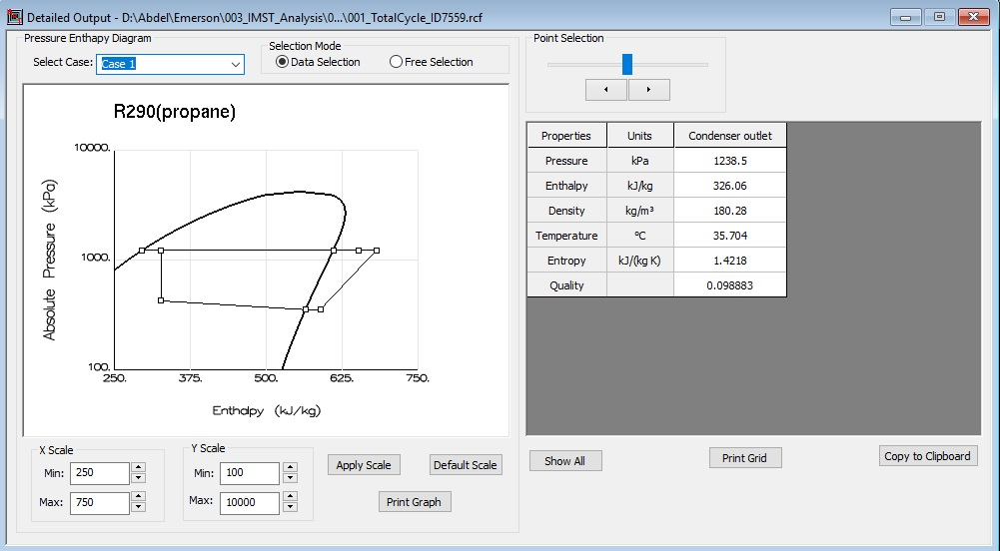 Detailed Output - D:\Abdel\Emerson\003_IMST_Analysis\0...\001_TotalCycle_ID7559.rcf
Pressure Enthapy Diagram
Select Case: Case 1
Selection Mode
Data Selection Free Selection
Point Selection
R290(propane)
10000.
1000.
100.
Absolute Pressure (kPa)
250. 375. 500. 625. 750.
Enthalpy (kJ/kg)
Properties Units Condenser outlet
Pressure kPa 1238.5
Enthalpy kJ/kg 326.06
Density kg/m³ 180.28
Temperature ºC 35.704
Entropy kJ/(kg K) 1.4218
Quality 0.098883
X Scale
Min: 250
Max: 750
Y Scale
Min: 100
Max: 10000
Apply Scale
Default Scale
Print Graph
Show All
Print Grid
Copy to Clipboard